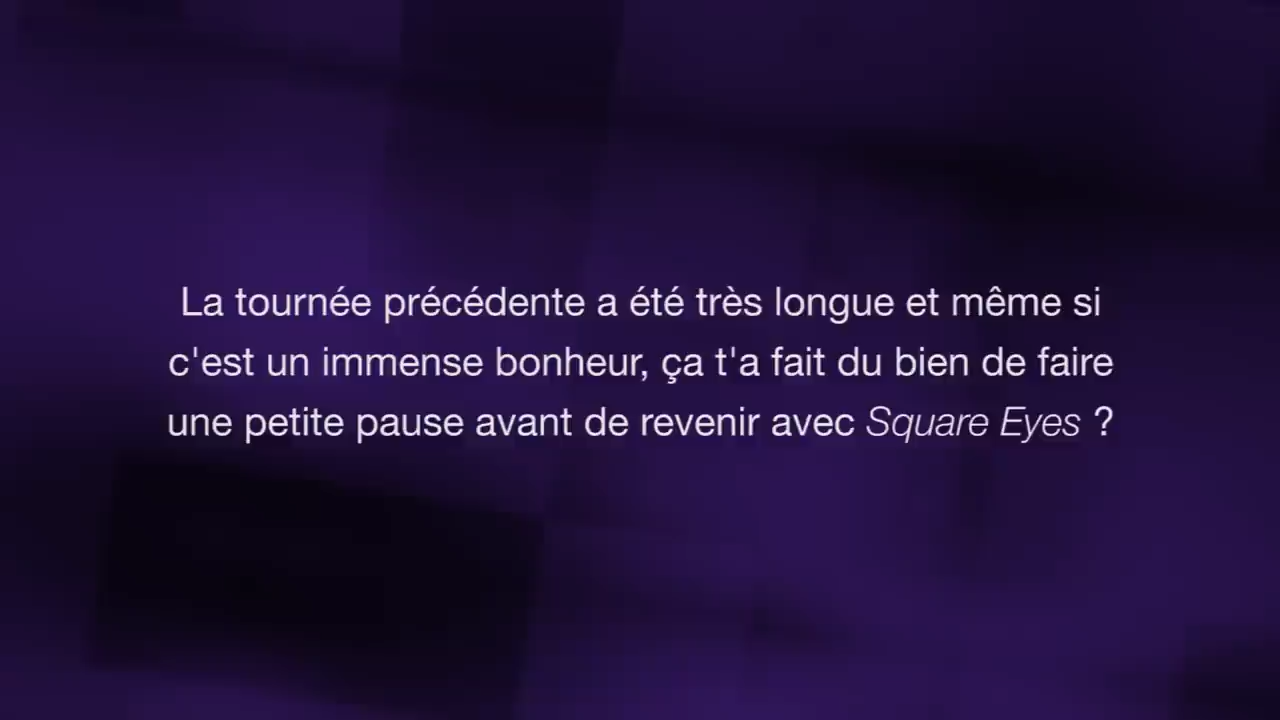 La tournée précédente a été très longue et même si
c'est un immense bonheur, ça t'a fait du bien de faire
une petite pause avant de revenir avec Square Eyes ?